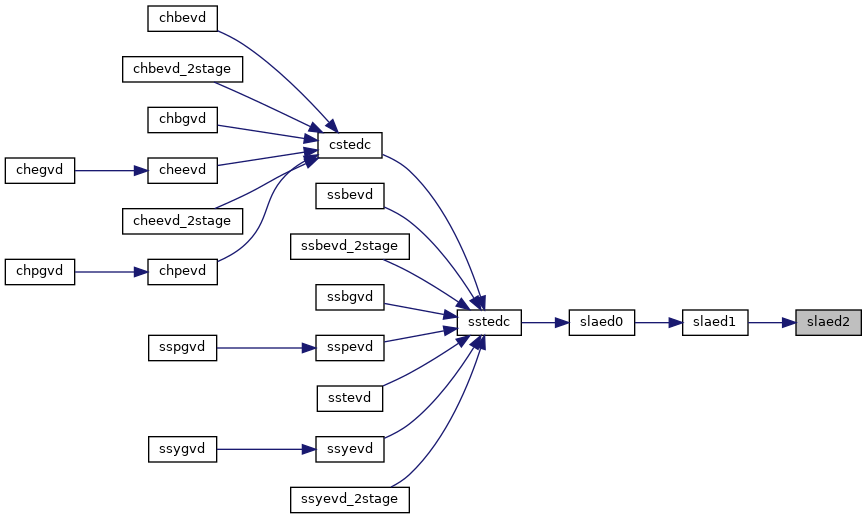 chbevd
chbevd_2stage
chbgvd
cstedc
chegvd
cheevd
ssbevd
cheevd_2stage
ssbevd_2stage
chpgvd
chpevd
ssbgvd
sstedc
slaed0
slaed1
slaed2
sspgvd
sspevd
sstevd
ssygvd
ssyevd
ssyevd_2stage